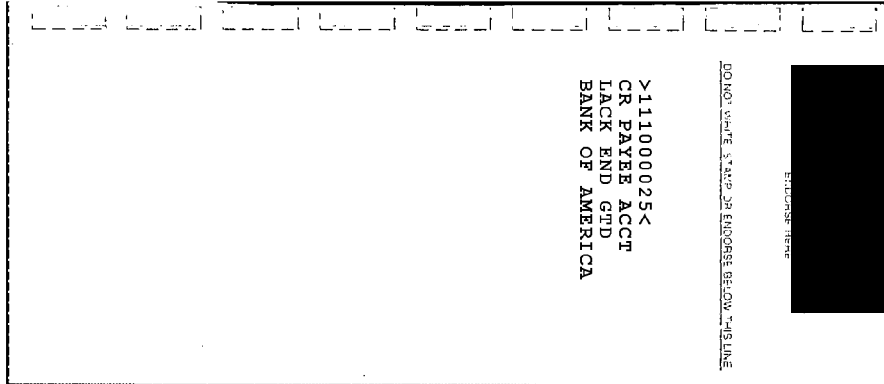 ENDORSE HERE
DO NOT WRITE, STAMP OR ENDORSE BELOW THIS LINE
>111000025<
CR PAYEE ACCT
LACK END GTD
BANK OF AMERICA